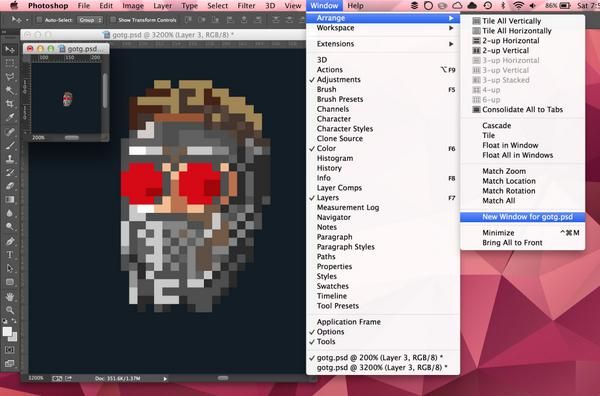 Photoshop File Edit Image Layer Type Select Filter View Window Help 86% Sat 7:5
Auto-Select: Group Show Transform Controls
gotg.psd @ 3200% (Layer 3, RGB/8) *
gotg.psd...
100 150 200
200%
3200% Doc: 351.6K/1.37M
Arrange
Workspace
Extensions
3D
Actions ⌥F9
Adjustments
Brush F5
Brush Presets
Channels
Character
Character Styles
Clone Source
Color F6
Histogram
History
Info F8
Layer Comps
Layers F7
Measurement Log
Navigator
Notes
Paragraph
Paragraph Styles
Paths
Properties
Styles
Swatches
Timeline
Tool Presets
Application Frame
Options
Tools
gotg.psd @ 200% (Layer 3, RGB/8) *
gotg.psd @ 3200% (Layer 3, RGB/8) *
Tile All Vertically
Tile All Horizontally
2-up Horizontal
2-up Vertical
3-up Horizontal
3-up Vertical
3-up Stacked
4-up
6-up
Consolidate All to Tabs
Cascade
Tile
Float in Window
Float All in Windows
Match Zoom
Match Location
Match Rotation
Match All
New Window for gotg.psd
Minimize ^⌘M
Bring All to Front